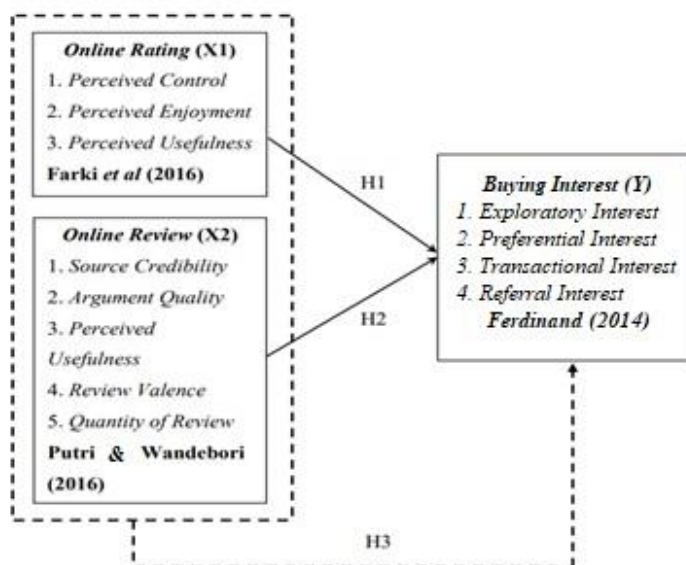 Online Rating (X1)
1. Perceived Control
2. Perceived Enjoyment
3. Perceived Usefulness
Farki et al (2016)
H1
Buying Interest (Y)
1. Exploratory Interest
2. Preferential Interest
3. Transactional Interest
4. Referral Interest
Ferdinand (2014)
Online Review (X2)
1. Source Credibility
2. Argument Quality
3. Perceived
Usefulness
4. Review Valence
5. Quantity of Review
Putri & Wandebori
(2016)
H2
H3